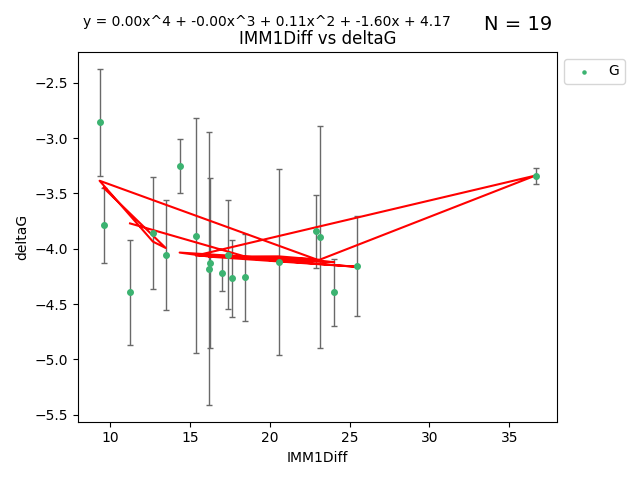 y = 0.00x^4 + -0.00x^3 + 0.11x^2 + -1.60x + 4.17
N = 19
IMM1Diff vs deltaG
G
−2.5
−3.0
−3.5
−4.0
−4.5
−5.0
−5.5
deltaG
10 15 20 25 30 35
IMM1Diff